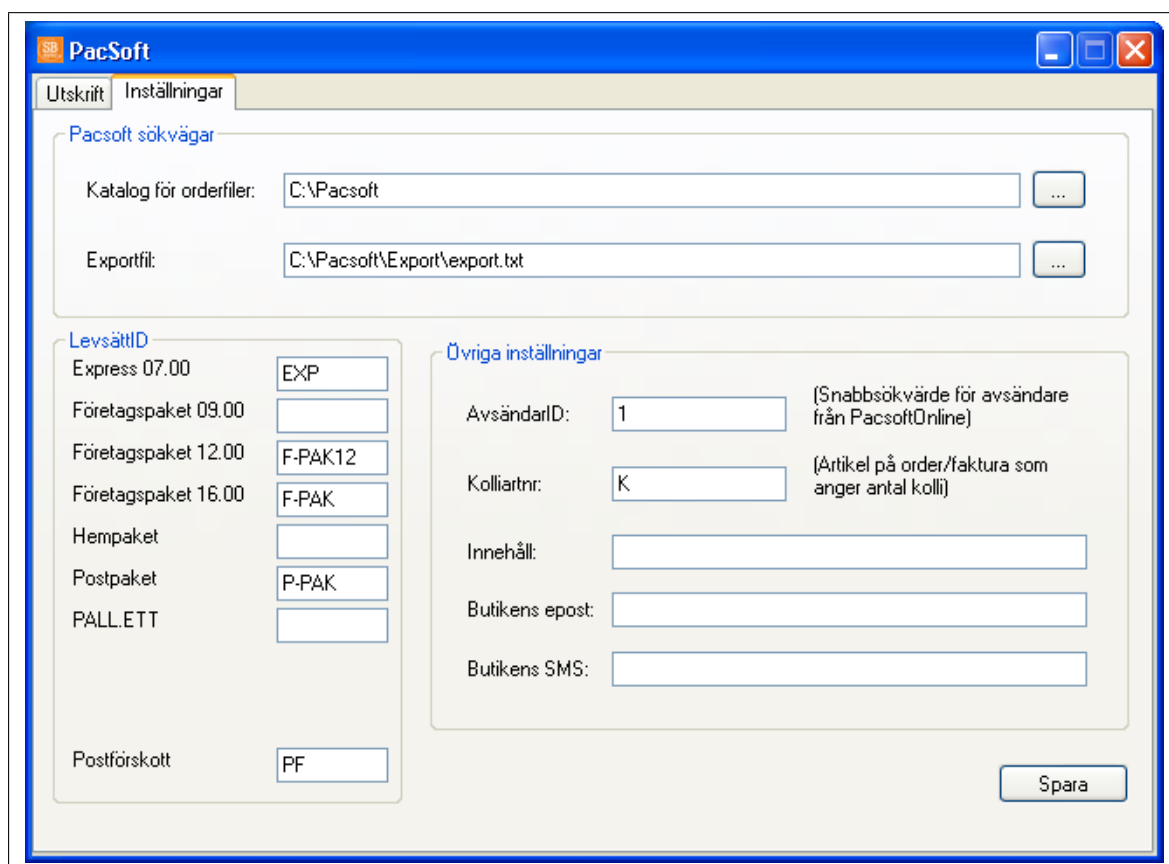 SB
PacSoft
Utskrift
Inställningar
Pacsoft sökvägar
Katalog för orderfiler:
C:\Pacsoft
...
Exportfil:
C:\Pacsoft\Export\export.txt
...
LevsättID
Express 07.00
EXP
Företagspaket 09.00
Företagspaket 12.00
F-PAK12
Företagspaket 16.00
F-PAK
Hempaket
Postpaket
P-PAK
PALL.ETT
Postförskott
PF
Övriga inställningar
AvsändarID:
1
(Snabbsökvärde för avsändare
från PacsoftOnline)
Kolliartnr:
K
(Artikel på order/faktura som
anger antal kolli)
Innehåll:
Butikens epost:
Butikens SMS:
Spara